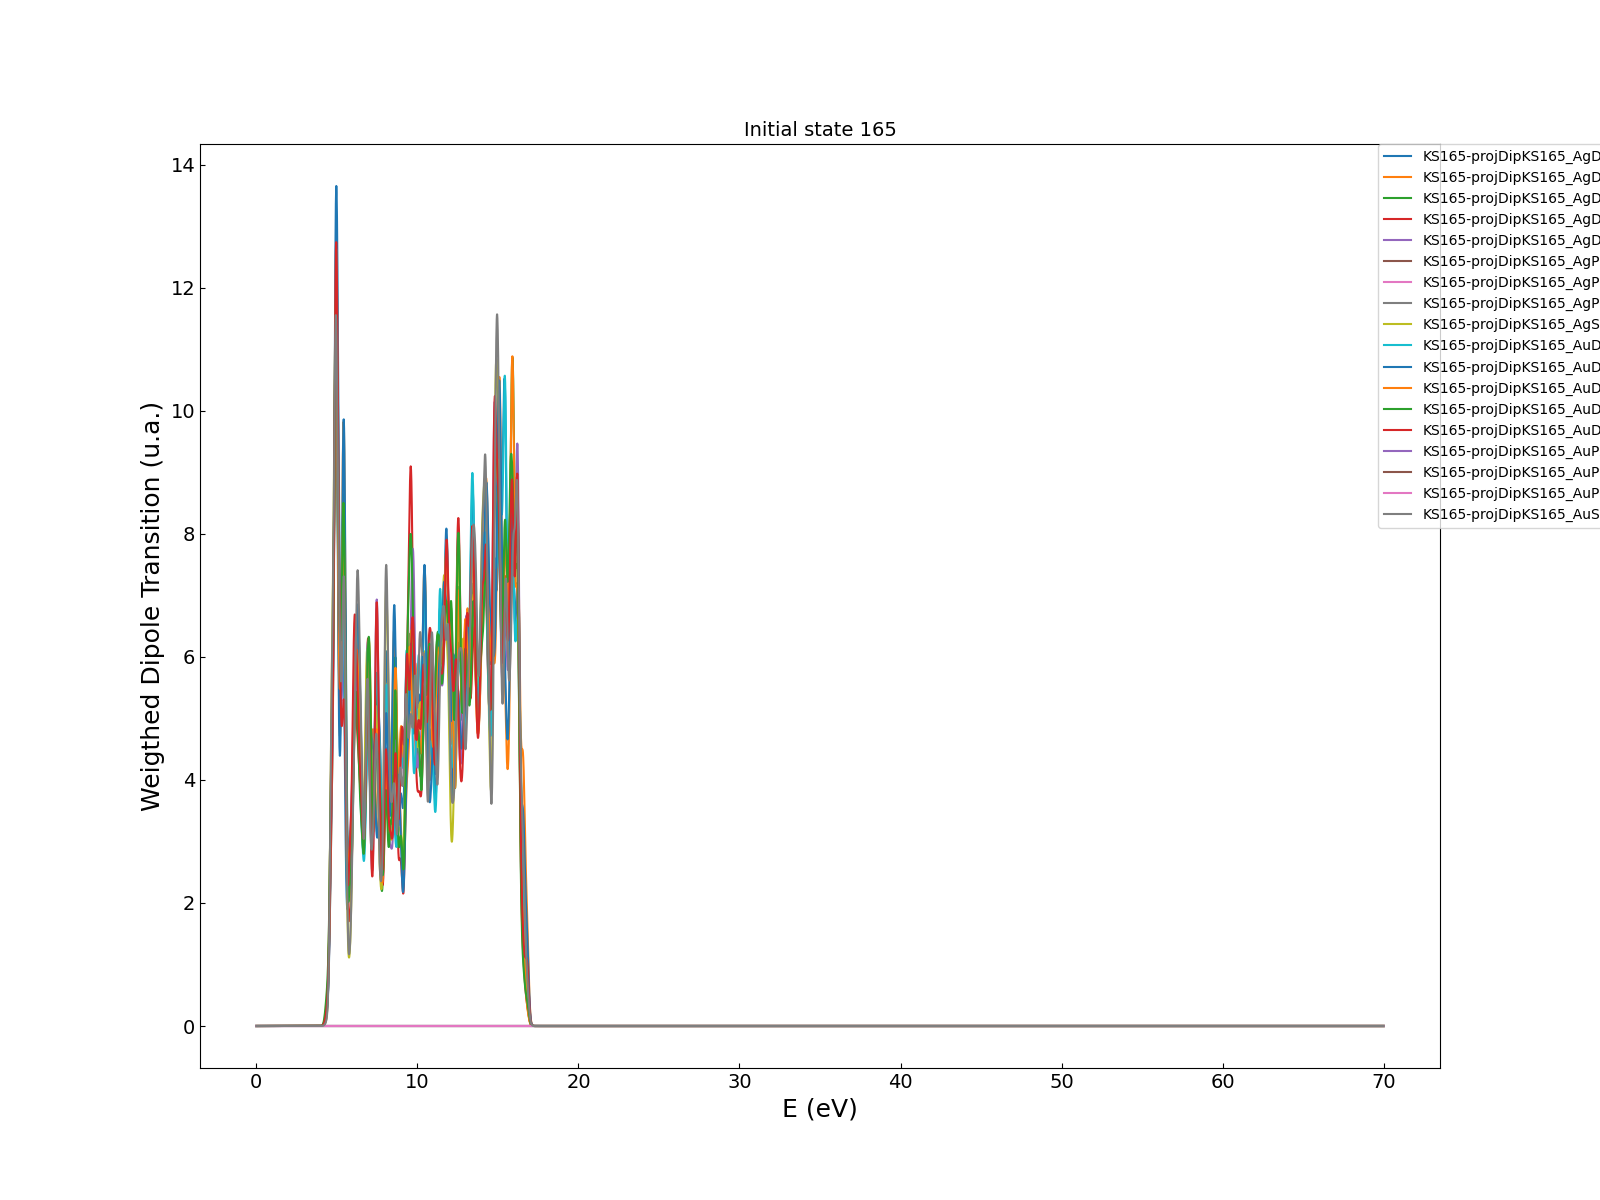 Initial state 165
14
12
10
8
6
4
2
0
Weigthed Dipole Transition (u.a.)
0 10 20 30 40 50 60 70
E (eV)
KS165-projDipKS165_AgD
KS165-projDipKS165_AgD
KS165-projDipKS165_AgD
KS165-projDipKS165_AgD
KS165-projDipKS165_AgD
KS165-projDipKS165_AgP
KS165-projDipKS165_AgP
KS165-projDipKS165_AgP
KS165-projDipKS165_AgS
KS165-projDipKS165_AuD
KS165-projDipKS165_AuD
KS165-projDipKS165_AuD
KS165-projDipKS165_AuD
KS165-projDipKS165_AuD
KS165-projDipKS165_AuP
KS165-projDipKS165_AuP
KS165-projDipKS165_AuP
KS165-projDipKS165_AuS